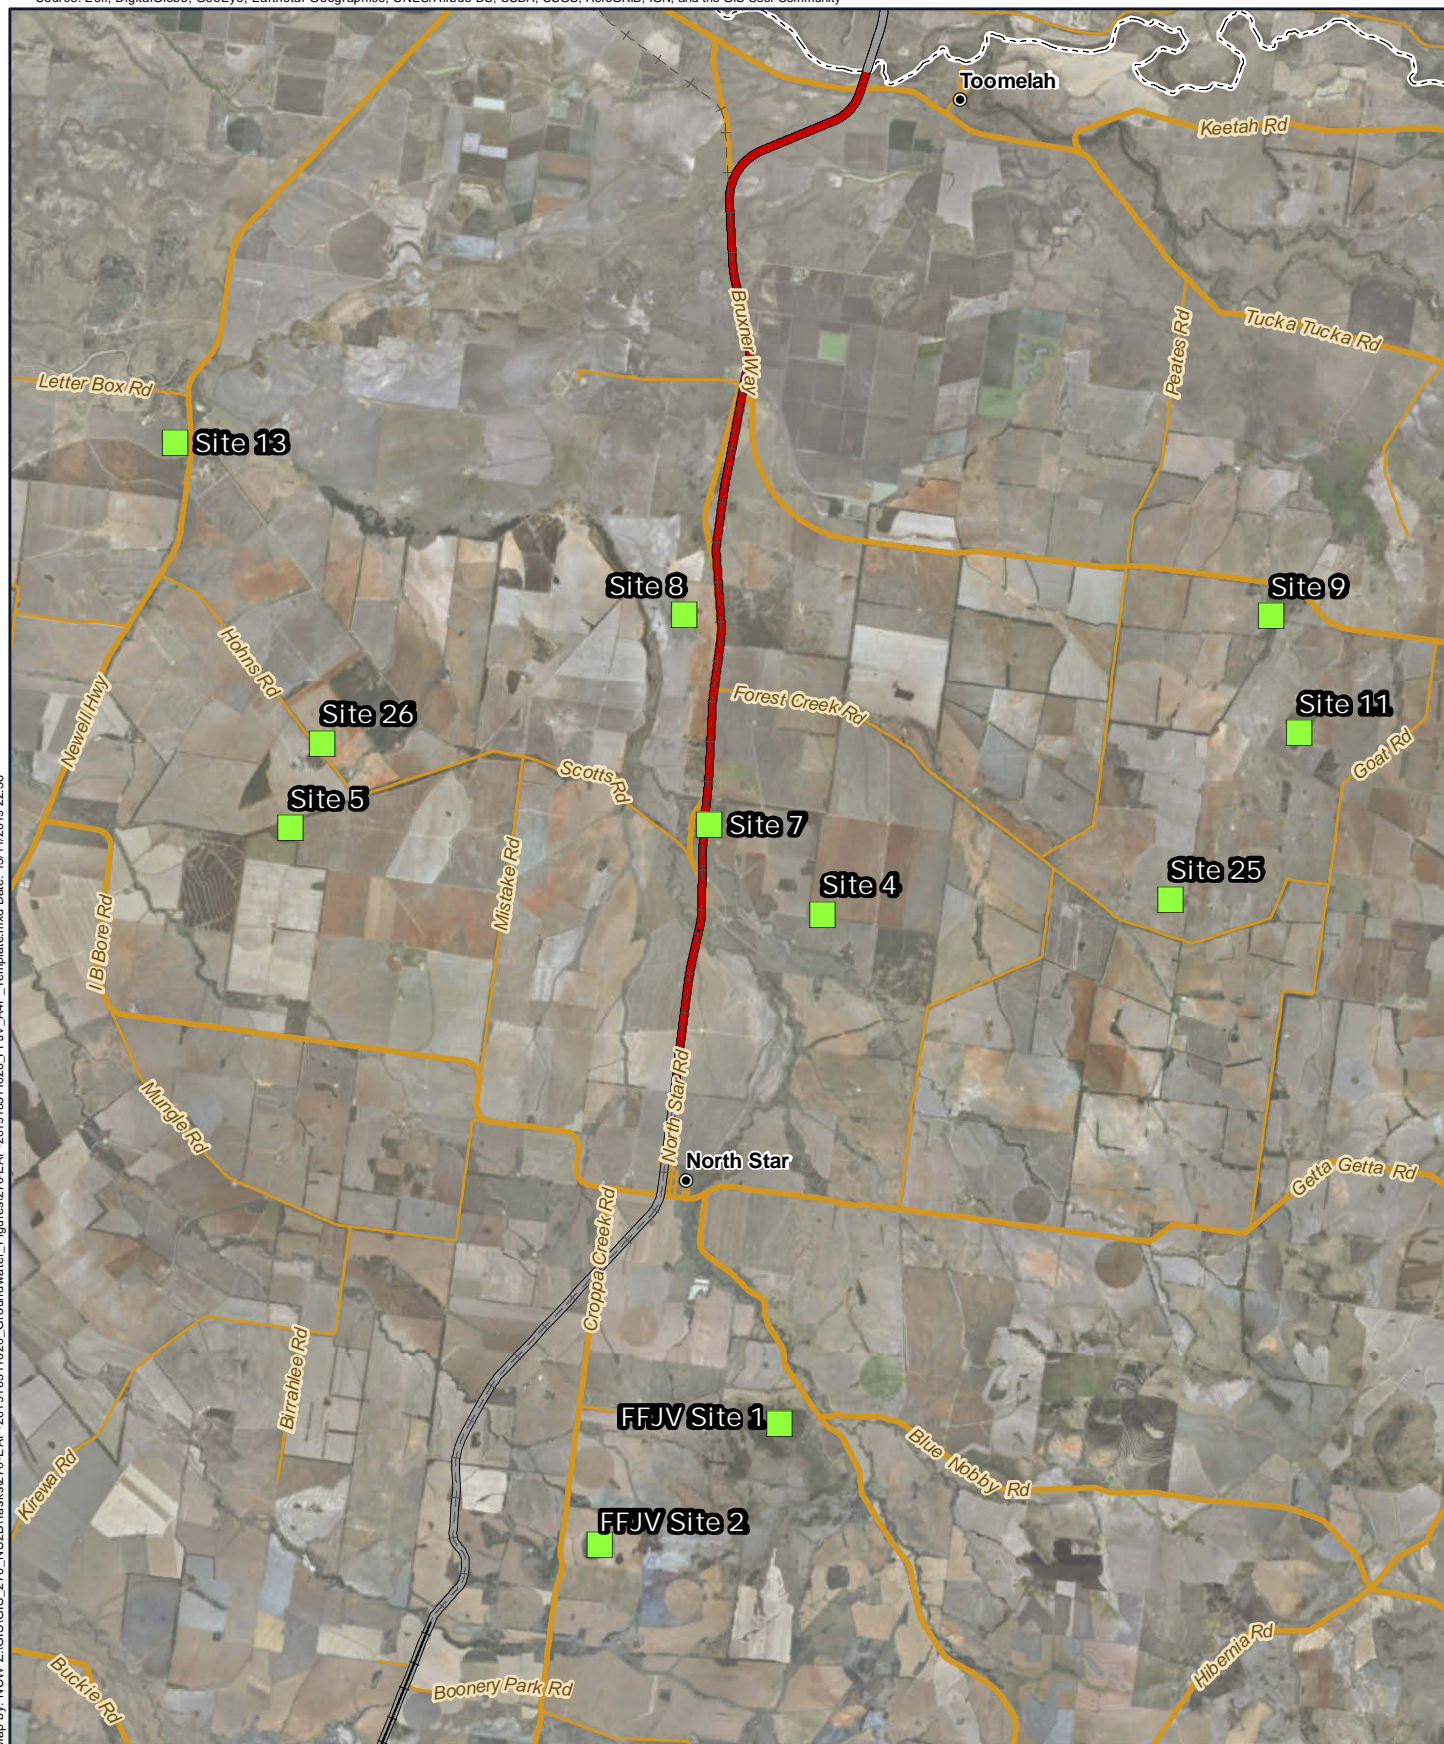 Toomelah
Keetah Rd
Bruxner Way
Peates Rd
Tucka Tucka Rd
Letter Box Rd
Site 13
Site 8
Site 9
Hohns Rd
Newell Hwy
Site 26
Forest Creek Rd
Site 11
Goat Rd
Scotts Rd
Site 5
Site 7
Mistake Rd
Site 4
Site 25
I B Bore Rd
North Star Rd
Mungle Rd
North Star
Getta Getta Rd
Croppa Creek Rd
Birrahlee Rd
FFJV Site 1
Blue Nobby Rd
Kirewa Rd
FFJV Site 2
Hibernia Rd
Buckie Rd
Boonery Park Rd